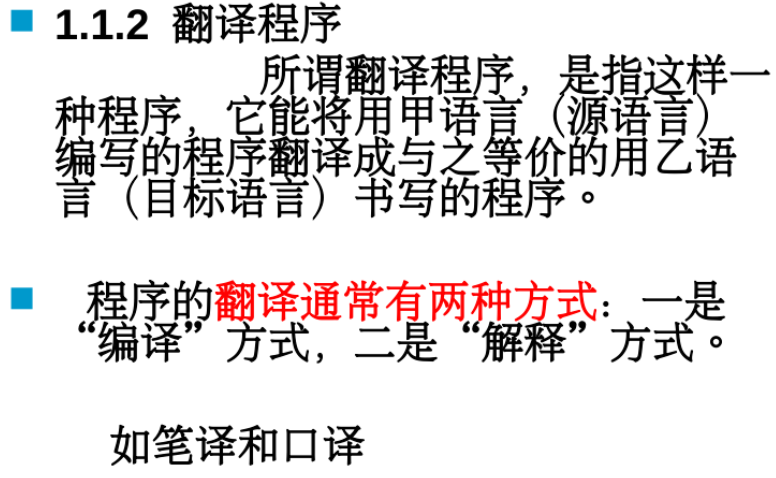 1.1.2 翻译程序
所谓翻译程序，是指这样一
种程序，它能将用甲语言（源语言）
编写的程序翻译成与之等价的用乙语
言（目标语言）书写的程序。
程序的翻译通常有两种方式：一是
“编译”方式，二是“解释”方式。
如笔译和口译